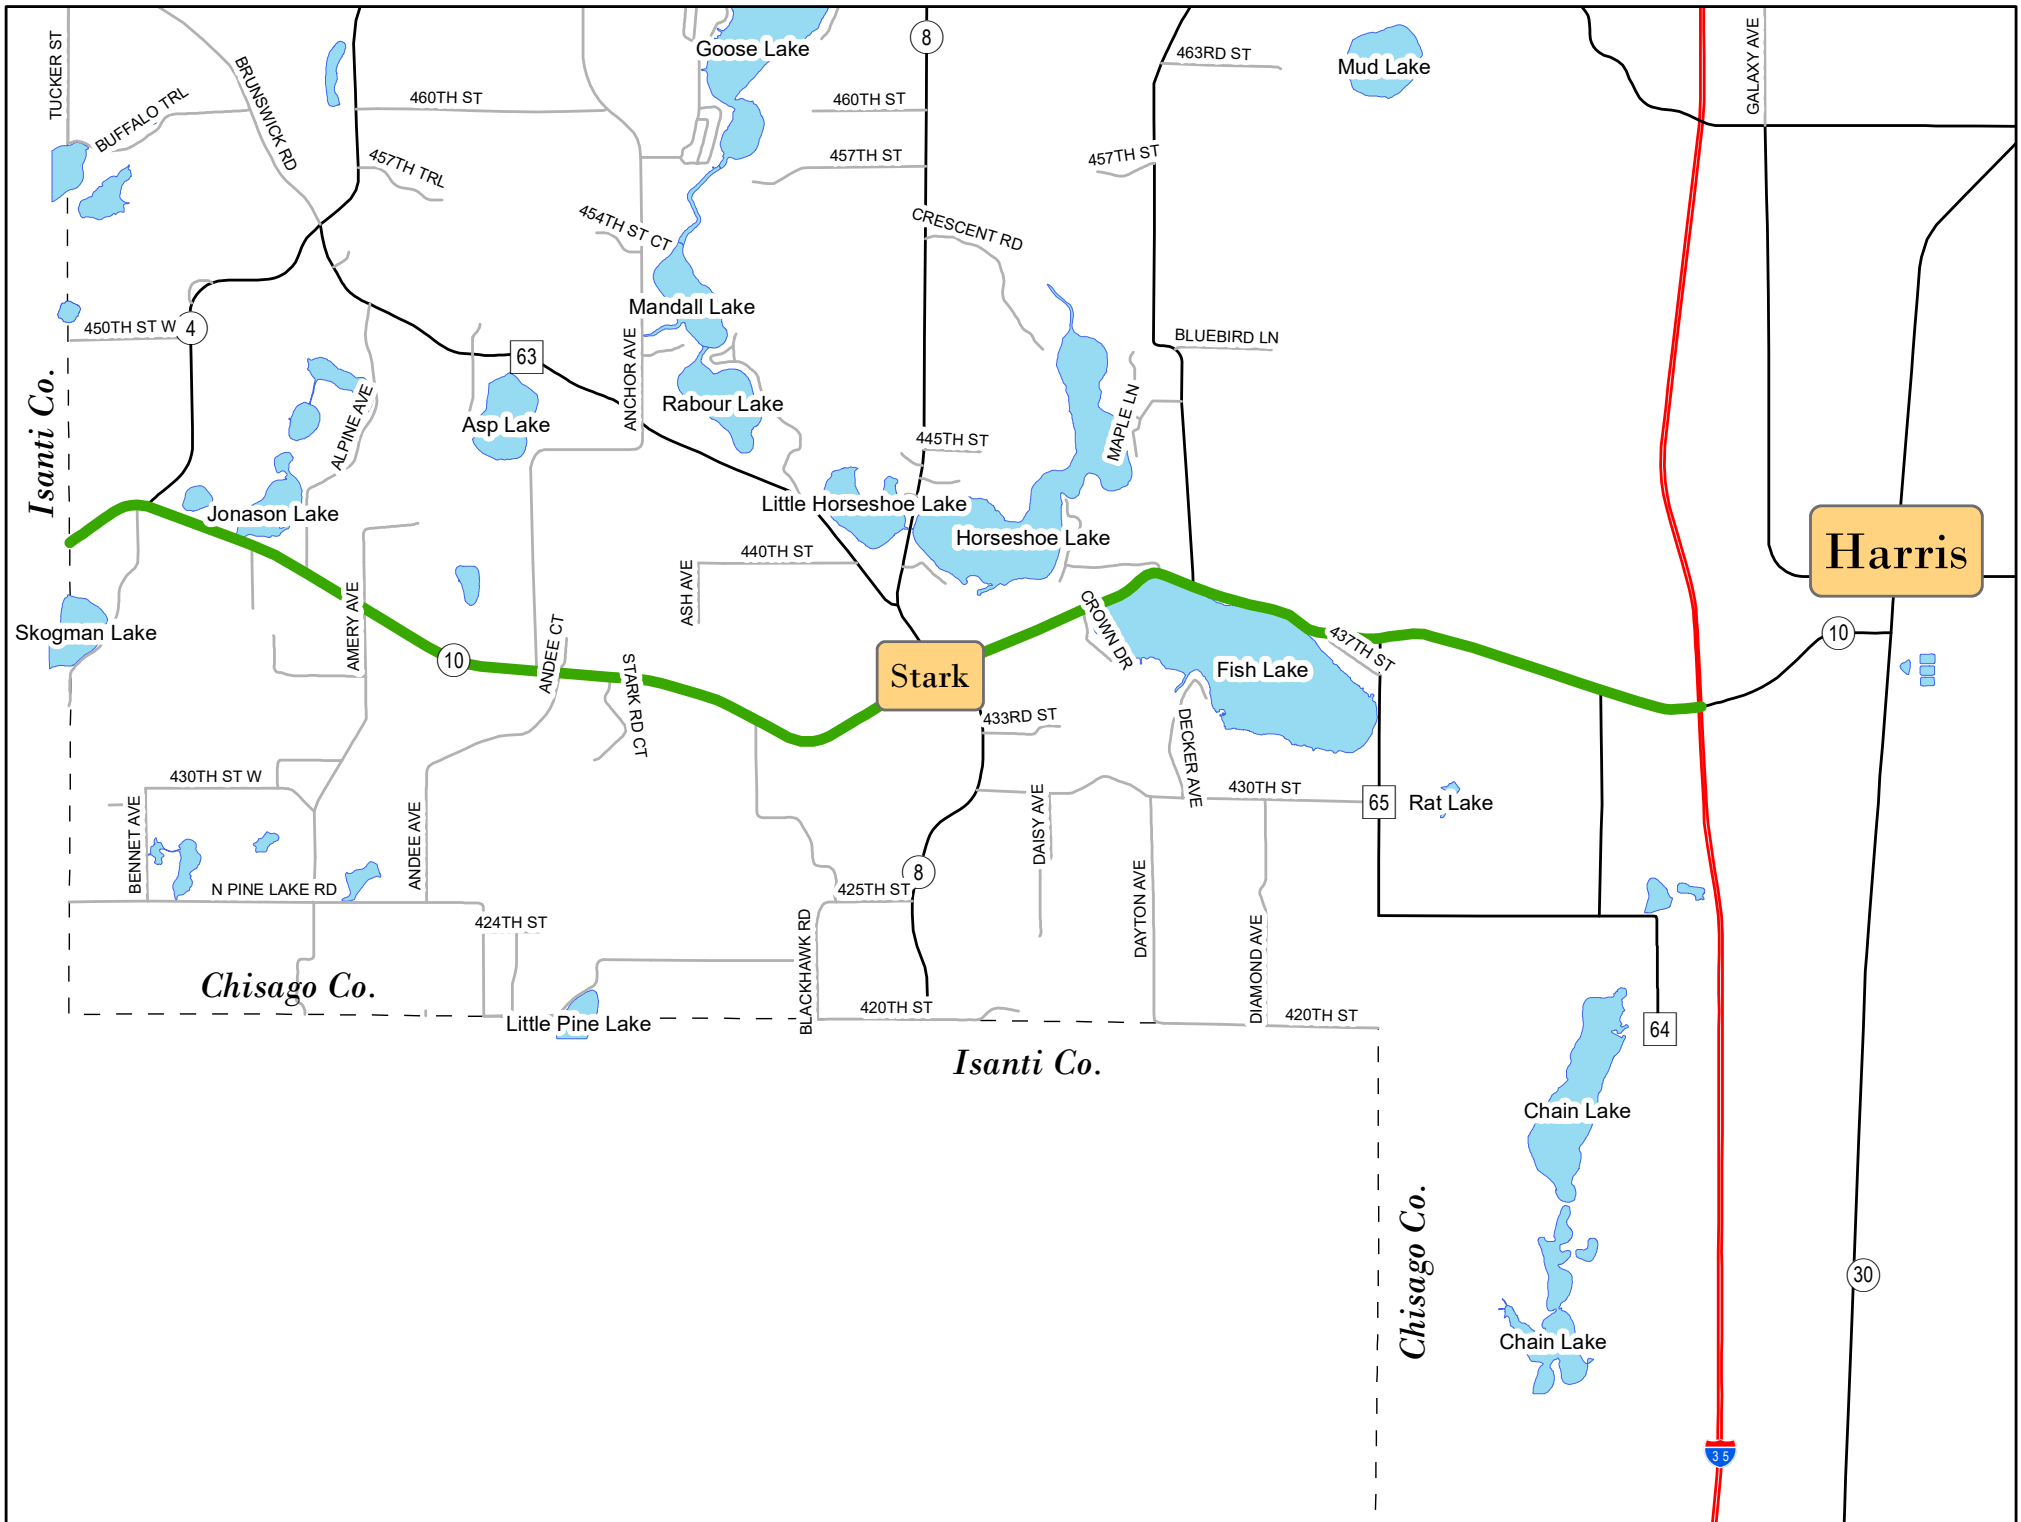 TUCKER ST
BUFFALO TRL
BRUNSWICK RD
460TH ST
457TH TRL
Goose Lake
8
460TH ST
457TH ST
463RD ST
457TH ST
Mud Lake
GALAXY AVE
454TH ST CT
CRESCENT RD
Mandall Lake
450TH ST W
4
63
ANCHOR AVE
BLUEBIRD LN
Isanti Co.
ALPINE AVE
Asp Lake
Rabour Lake
445TH ST
MAPLE LN
Jonason Lake
Little Horseshoe Lake
Horseshoe Lake
Harris
440TH ST
ASH AVE
Skogman Lake
AMERY AVE
10
ANDEE CT
STARK RD CT
Stark
CROWN DR
437TH ST
Fish Lake
10
433RD ST
DECKER AVE
430TH ST W
BENNET AVE
ANDEE AVE
N PINE LAKE RD
424TH ST
425TH ST
8
DAISY AVE
430TH ST
65
Rat Lake
DAYTON AVE
DIAMOND AVE
BLACKHAWK RD
Chisago Co.
Little Pine Lake
420TH ST
420TH ST
64
Isanti Co.
Chain Lake
Chisago Co.
30
Chain Lake
35